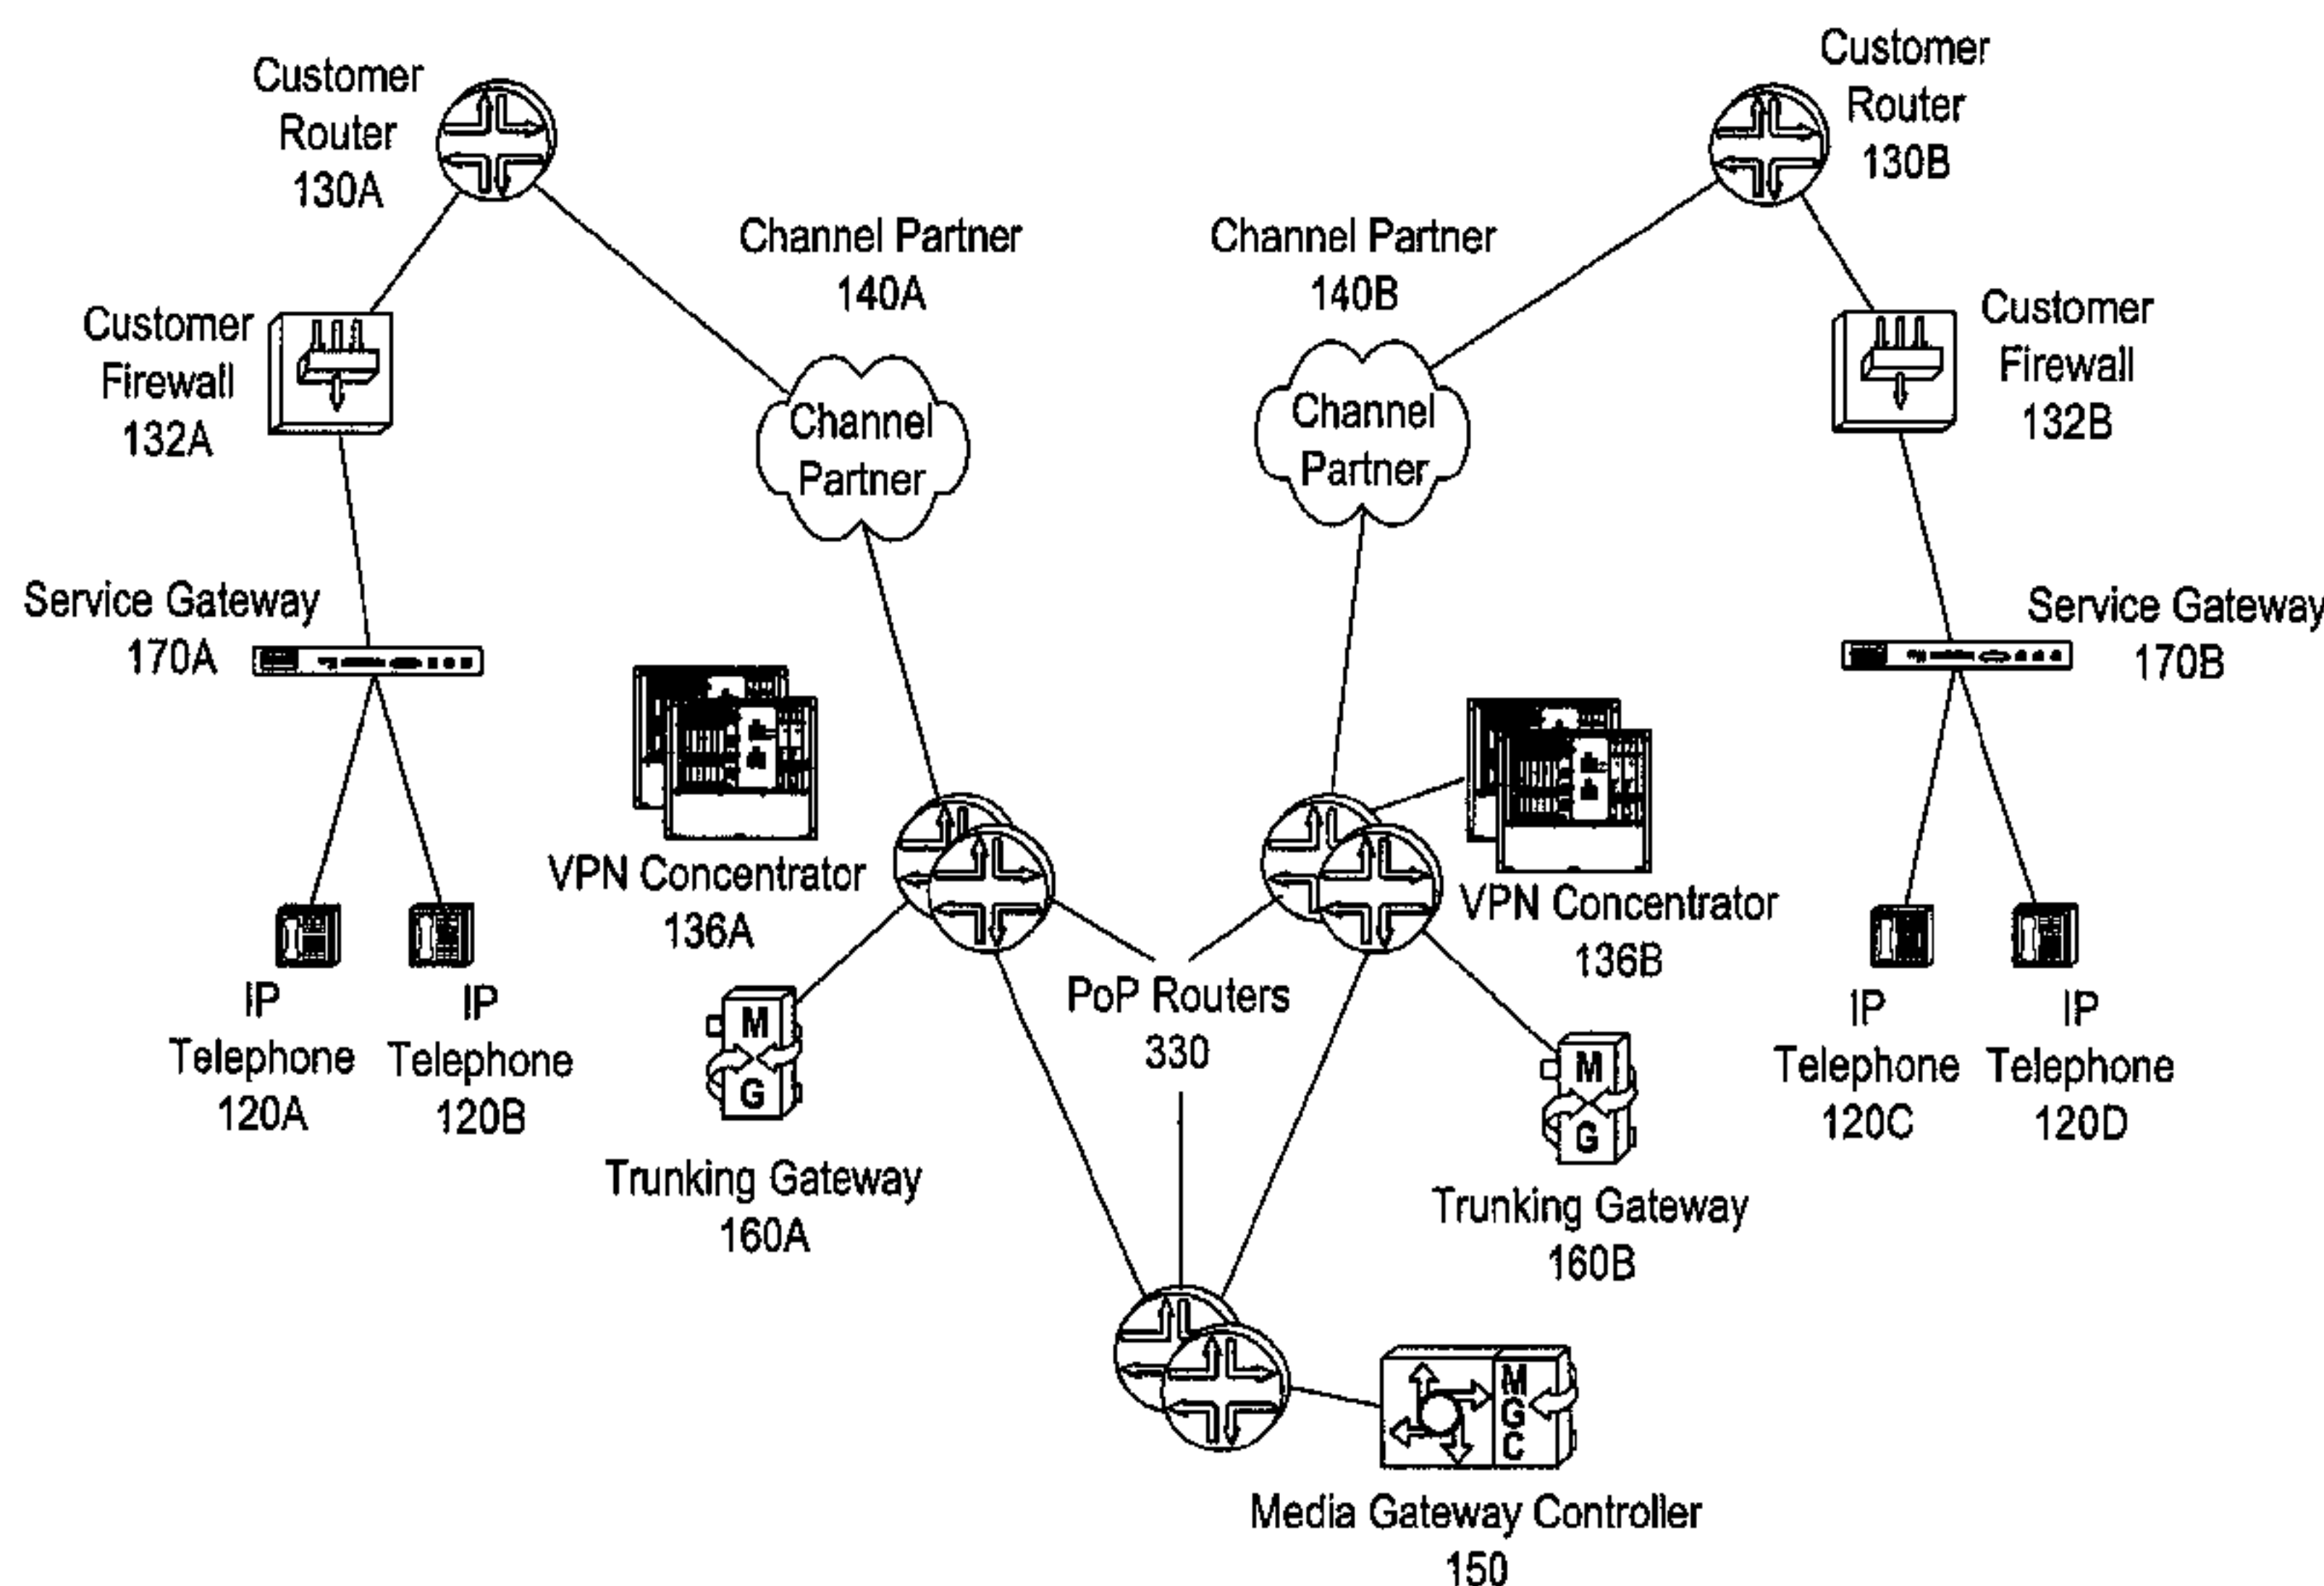 Customer
Router
130A
Customer
Router
130B
Channel Partner
140A
Channel Partner
140B
Customer
Firewall
132A
Channel
Partner
Channel
Partner
Customer
Firewall
132B
Service Gateway
170A
Service Gateway
170B
VPN Concentrator
136A
VPN Concentrator
136B
PoP Routers
330
IP
Telephone
120A
IP
Telephone
120B
M
G
Trunking Gateway
160A
M
G
Trunking Gateway
160B
IP
Telephone
120C
IP
Telephone
120D
M
G
C
Media Gateway Controller
150